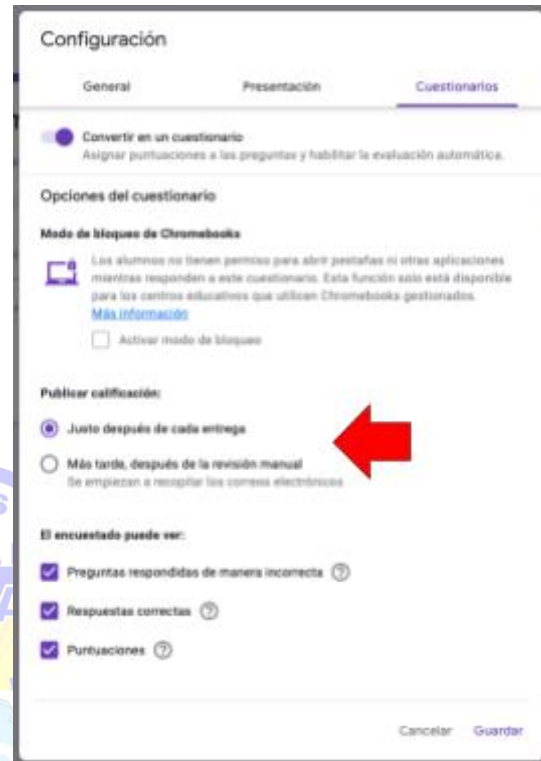 Configuración
General Presentación Cuestionarios
Convertir en un cuestionario
Asignar puntuaciones a las preguntas y habilitar la evaluación automática.
Opciones del cuestionario
Modo de bloqueo de Chromebooks
Los alumnos no tienen permiso para abrir pestañas ni otras aplicaciones
mientras responden a este cuestionario. Esta función solo está disponible
para los centros educativos que utilicen Chromebooks gestionados.
Más información
Activar modo de bloqueo
Publicar calificación:
Justo después de cada entrega
Más tarde, después de la revisión manual
Se empiezan a recopilar los correos electrónicos
El encuestado puede ver:
Preguntas respondidas de manera incorrecta
Respuestas correctas
Puntuaciones
Cancelar Guardar